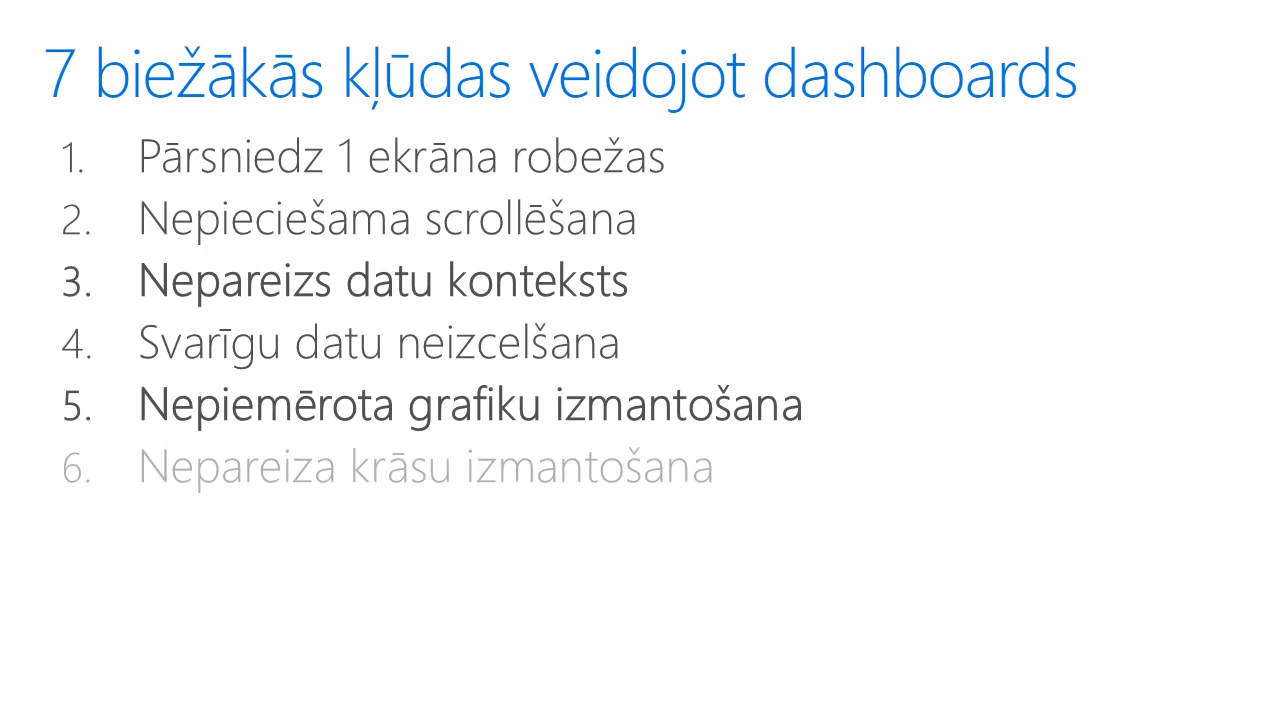 7 biežākās kļūdas veidojot dashboards
1. Pārsniedz 1 ekrāna robežas
2. Nepieciešama scrollēšana
3. Nepareizs datu konteksts
4. Svarīgu datu neizcelšana
5. Nepiemērota grafiku izmantošana
6. Nepareiza krāsu izmantošana